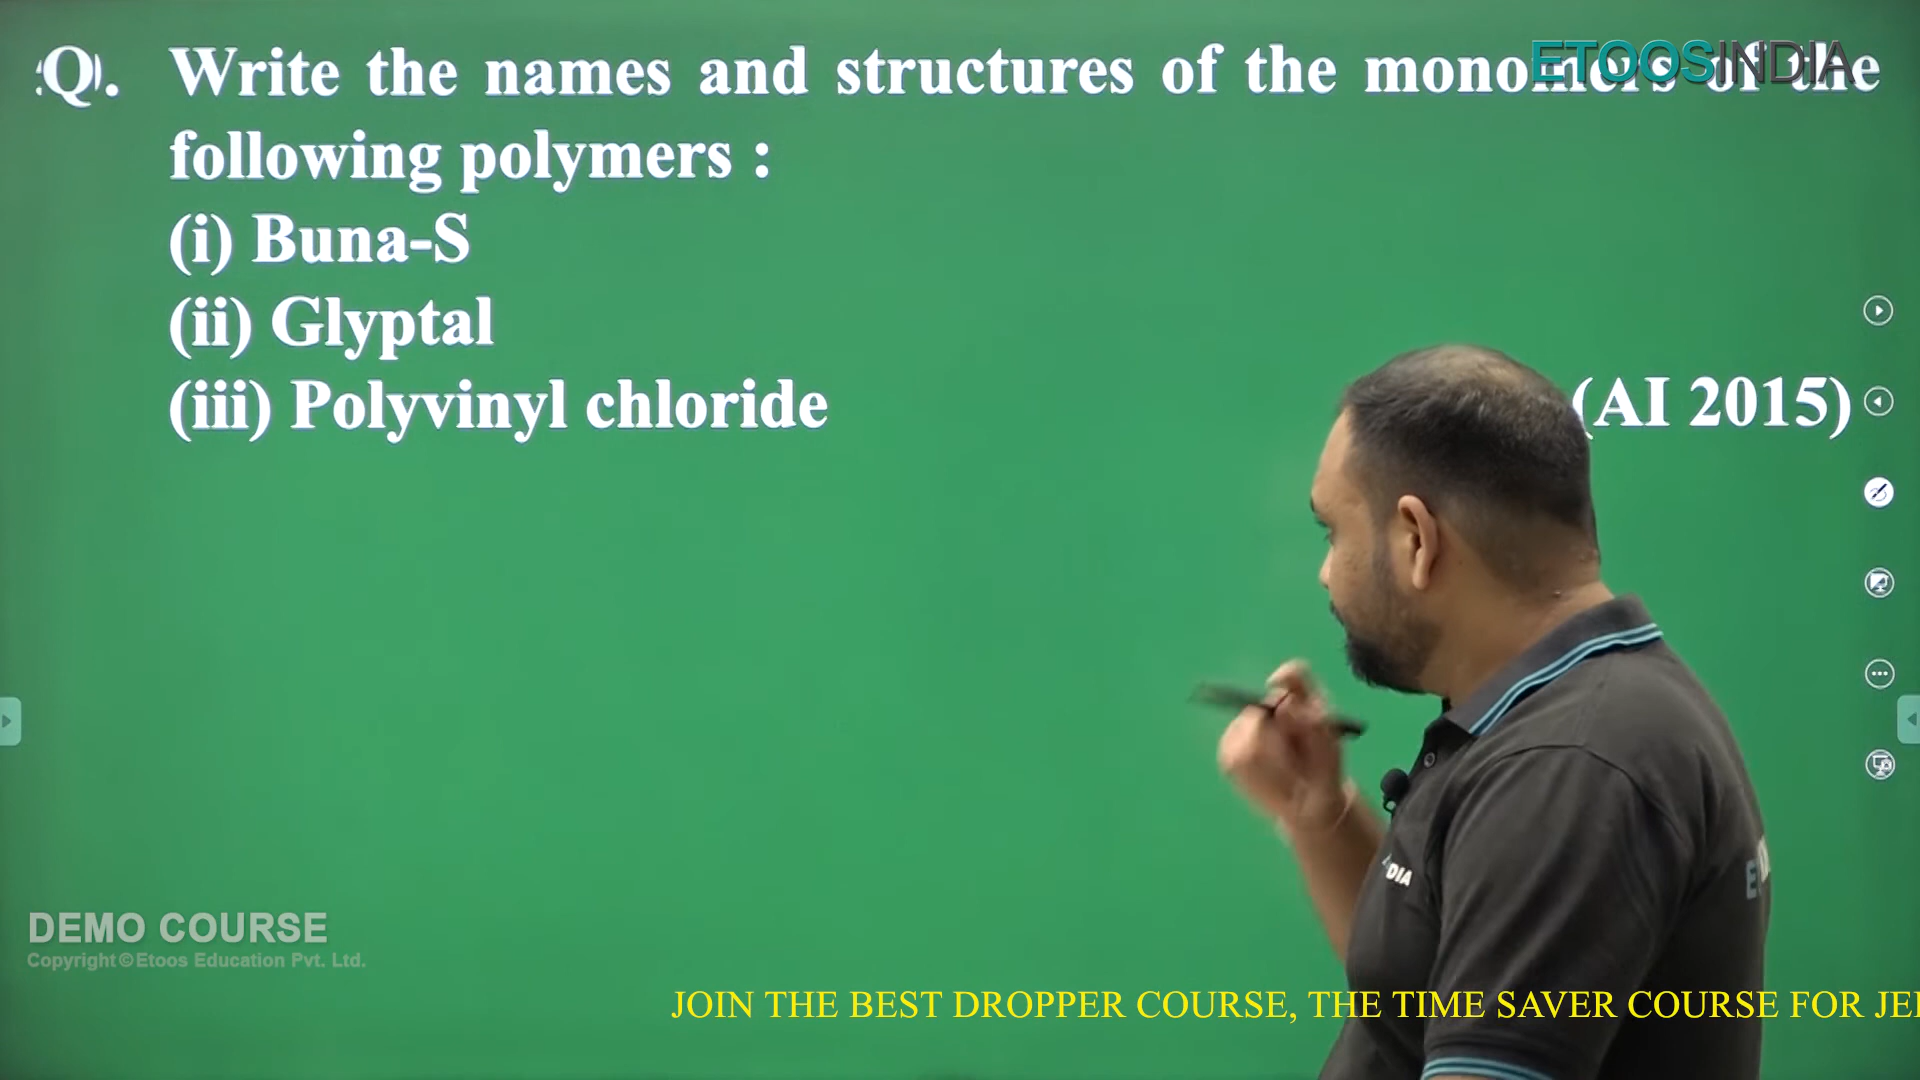 Q. Write the names and structures of the monomers of the
ETOOSINDIA
following polymers :
(i) Buna-S
(ii) Glyptal
(iii) Polyvinyl chloride
(AI 2015)
DIA
DEMO COURSE
Copyright © Etoos Education Pvt. Ltd.
JOIN THE BEST DROPPER COURSE, THE TIME SAVER COURSE FOR JEE